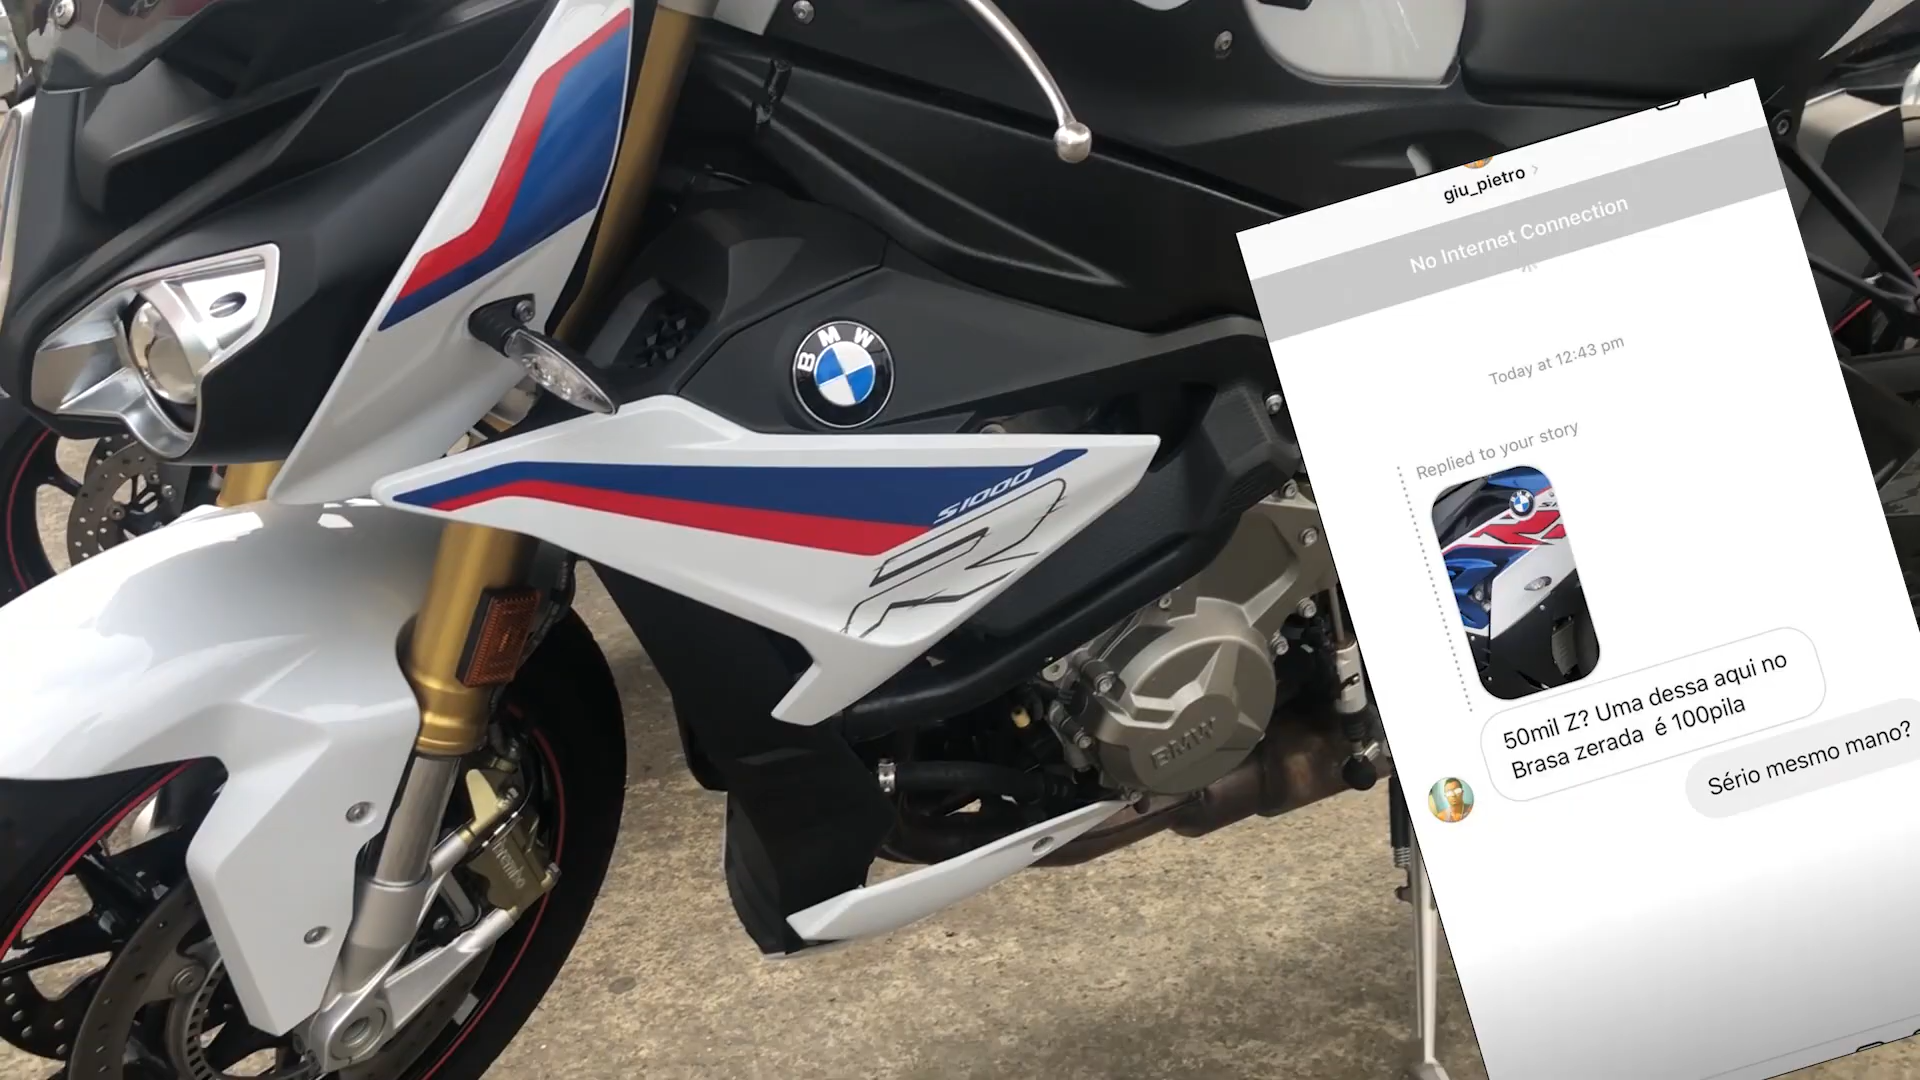 BMW
S1000
R
BMW
brembo
giu_pietro
No Internet Connection
Today at 12:43 pm
Replied to your story
50mil Z? Uma dessa aqui no
Brasa zerada é 100pila
Sério mesmo mano?